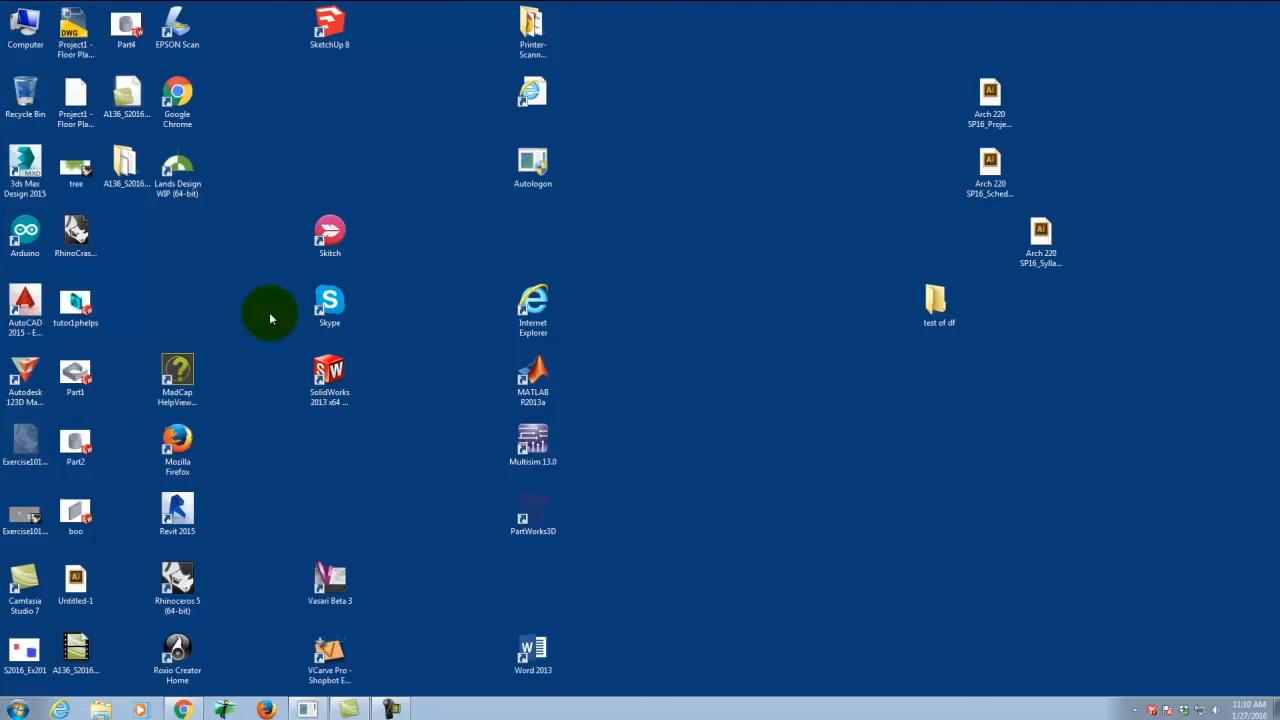 Computer
Project1 -
Floor Pla...
Part4
EPSON Scan
SketchUp 8
Printer-
Scann...
Recycle Bin
Project1 -
Floor Pla...
A136_S2016...
Google
Chrome
Arch 220
SP16_Proje...
3ds Max
Design 2015
tree
A136_S2016...
Lands Design
WIP (64-bit)
Autologon
Arch 220
SP16_Sched...
Arduino
RhinoCras...
Skitch
Arch 220
SP16_Sylla...
AutoCAD
2015 - E...
tutor1phelps
Skype
Internet
Explorer
test of df
Autodesk
123D Ma...
Part1
MadCap
HelpView...
SolidWorks
2013 x64 ...
MATLAB
R2013a
Exercise101...
Part2
Mozilla
Firefox
Multisim 13.0
Exercise101...
boo
Revit 2015
PartWorks3D
Camtasia
Studio 7
Untitled-1
Rhinoceros 5
(64-bit)
Vasari Beta 3
S2016_Ex201
A136_S2016...
Roxio Creator
Home
VCarve Pro -
Shopbot E...
Word 2013
11:10 AM
1/27/2016